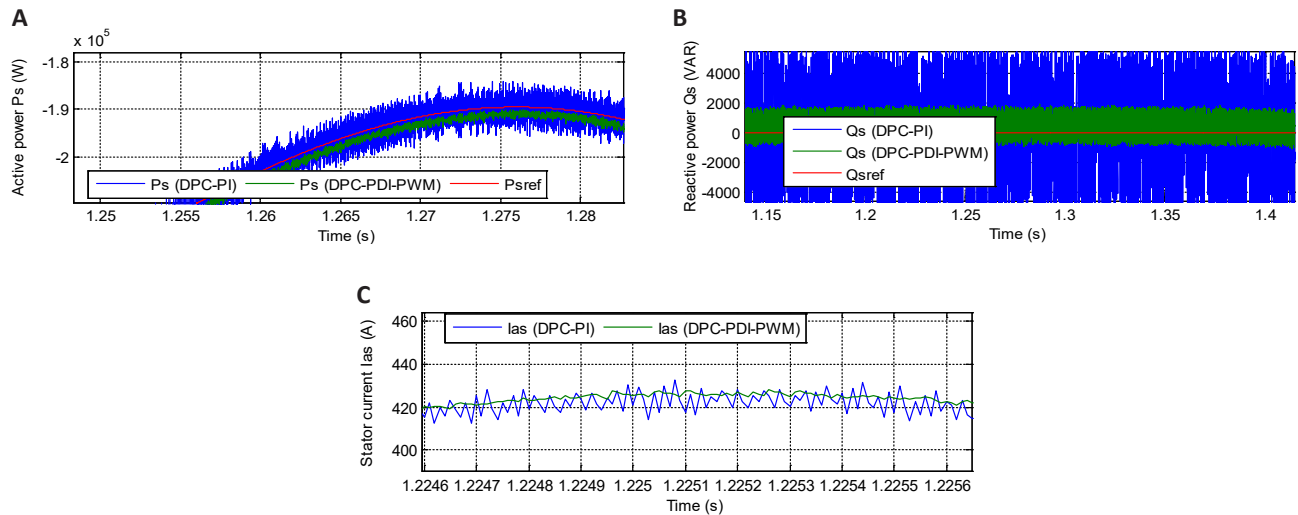 A
x 10^5
Active power Ps (W)
-1.8
-1.9
-2
Ps (DPC-PI) Ps (DPC-PDI-PWM) Psref
1.25 1.255 1.26 1.265 1.27 1.275 1.28
Time (s)
B
Reactive power Qs (VAR)
4000
2000
0
-2000
-4000
Qs (DPC-PI)
Qs (DPC-PDI-PWM)
Qsref
1.15 1.2 1.25 1.3 1.35 1.4
Time (s)
C
Stator current Ias (A)
460
440
420
400
Ias (DPC-PI) Ias (DPC-PDI-PWM)
1.2246 1.2247 1.2248 1.2249 1.225 1.2251 1.2252 1.2253 1.2254 1.2255 1.2256
Time (s)